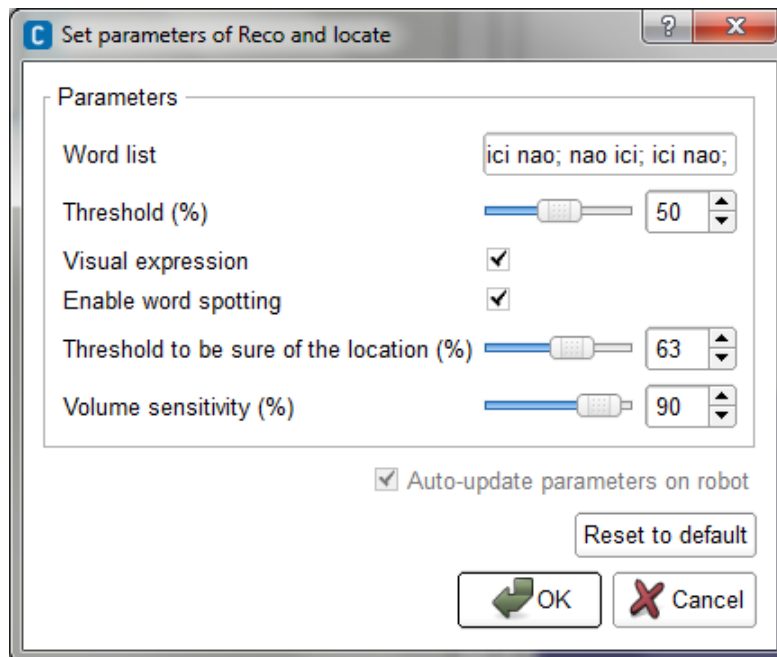 C Set parameters of Reco and locate ? X
Parameters
Word list ici nao; nao ici; ici nao;
Threshold (%) 50
Visual expression
Enable word spotting
Threshold to be sure of the location (%) 63
Volume sensitivity (%) 90
Auto-update parameters on robot
Reset to default
OK Cancel